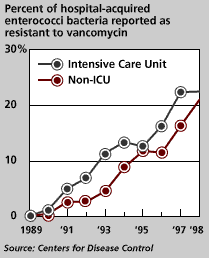 Percent of hospital-acquired
enterococci bacteria reported as
resistant to vancomycin
30%
Intensive Care Unit
Non-ICU
20
10
0
1989 '91 '93 '95 '97 '98
Source: Centers for Disease Control